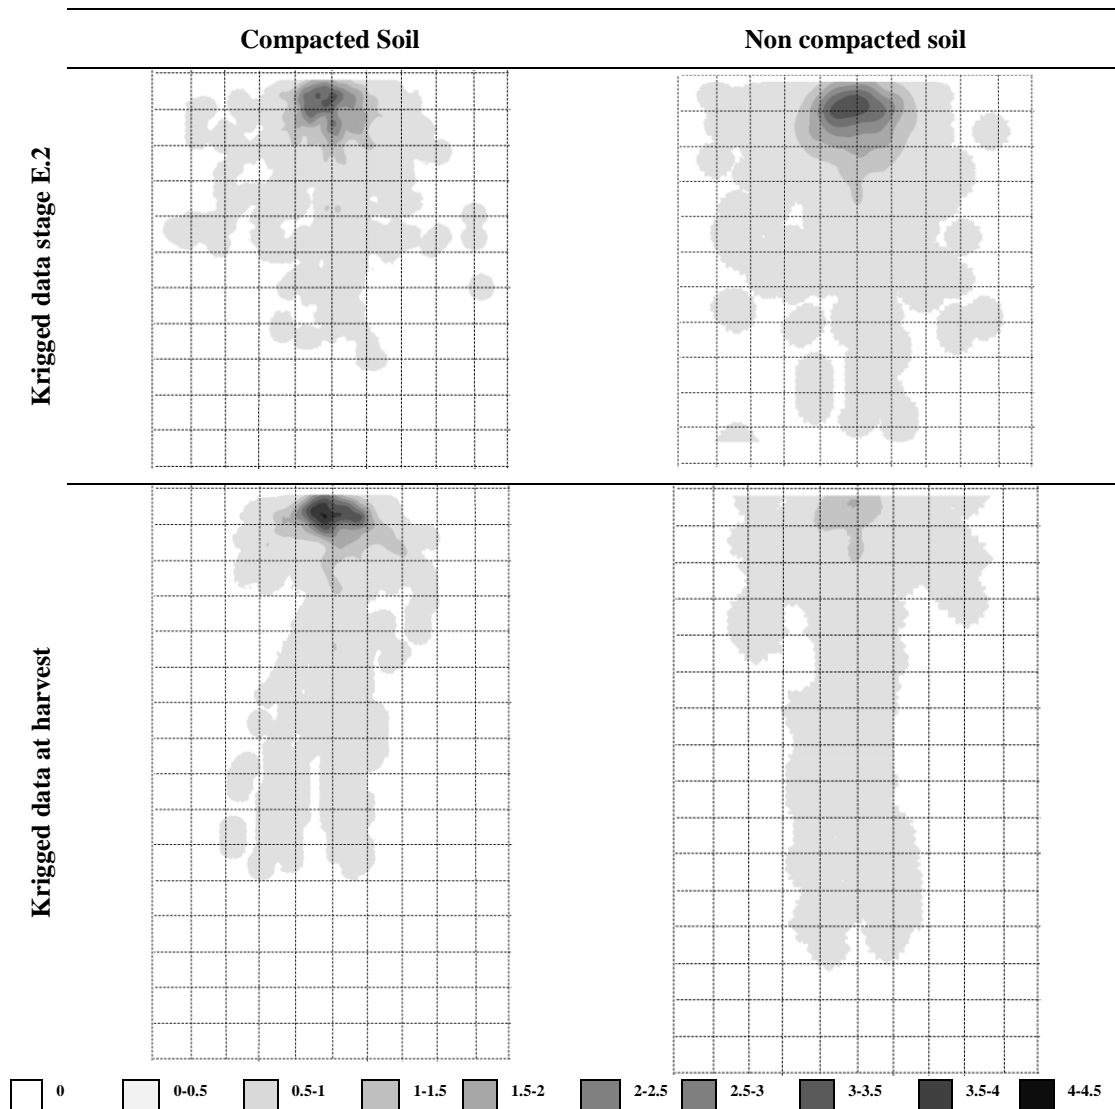 Compacted Soil Non compacted soil
Krigged data stage E.2
Krigged data at harvest
0 0-0.5 0.5-1 1-1.5 1.5-2 2-2.5 2.5-3 3-3.5 3.5-4 4-4.5